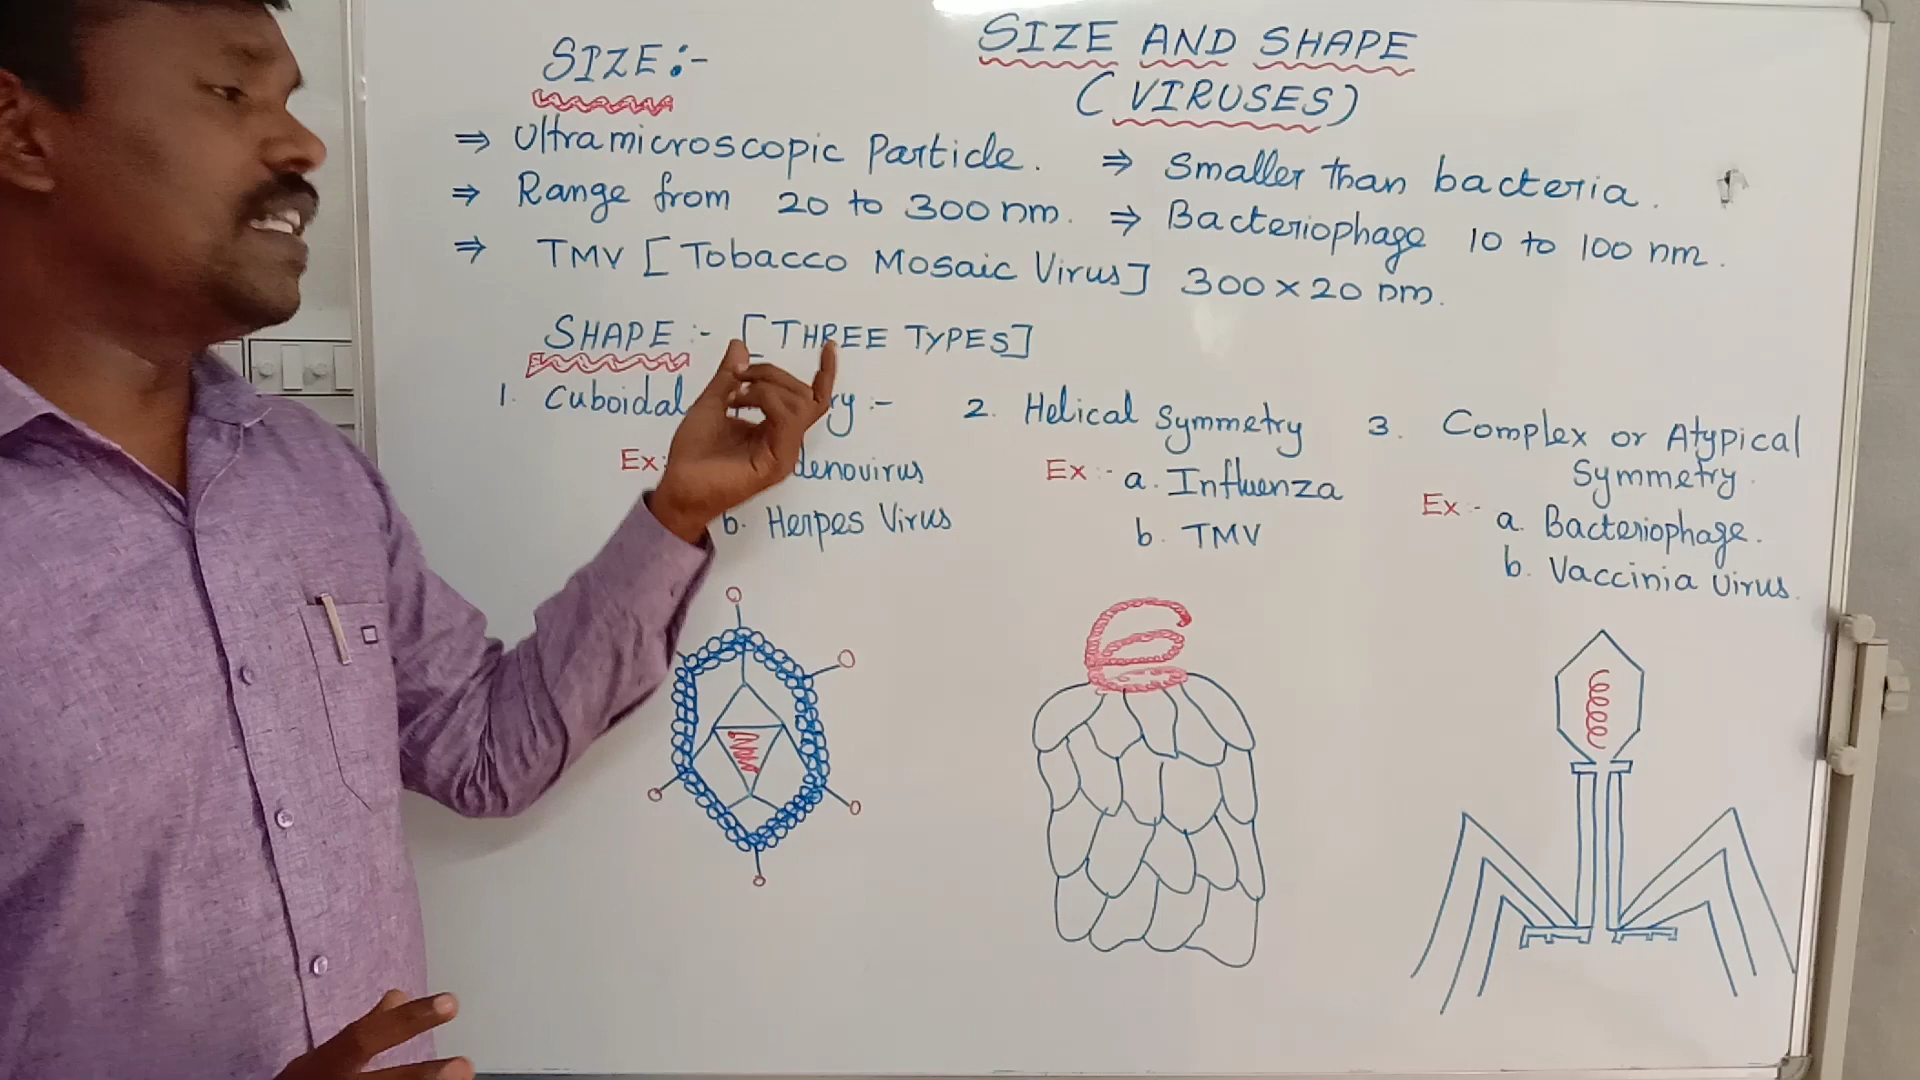 SIZE AND SHAPE
(VIRUSES)
SIZE:-
⇒ Ultramicroscopic Particle. ⇒ Smaller than bacteria.
⇒ Range from 20 to 300 nm. ⇒ Bacteriophage 10 to 100 nm.
⇒ TMV [Tobacco Mosaic Virus] 300 x 20 nm.
SHAPE :- [THREE TYPES]
1. Cuboidal
Ex:
b. Herpes Virus
2. Helical Symmetry
Ex :- a. Influenza
b. TMV
3. Complex or Atypical
Symmetry.
Ex :- a. Bacteriophage.
b. Vaccinia Virus.